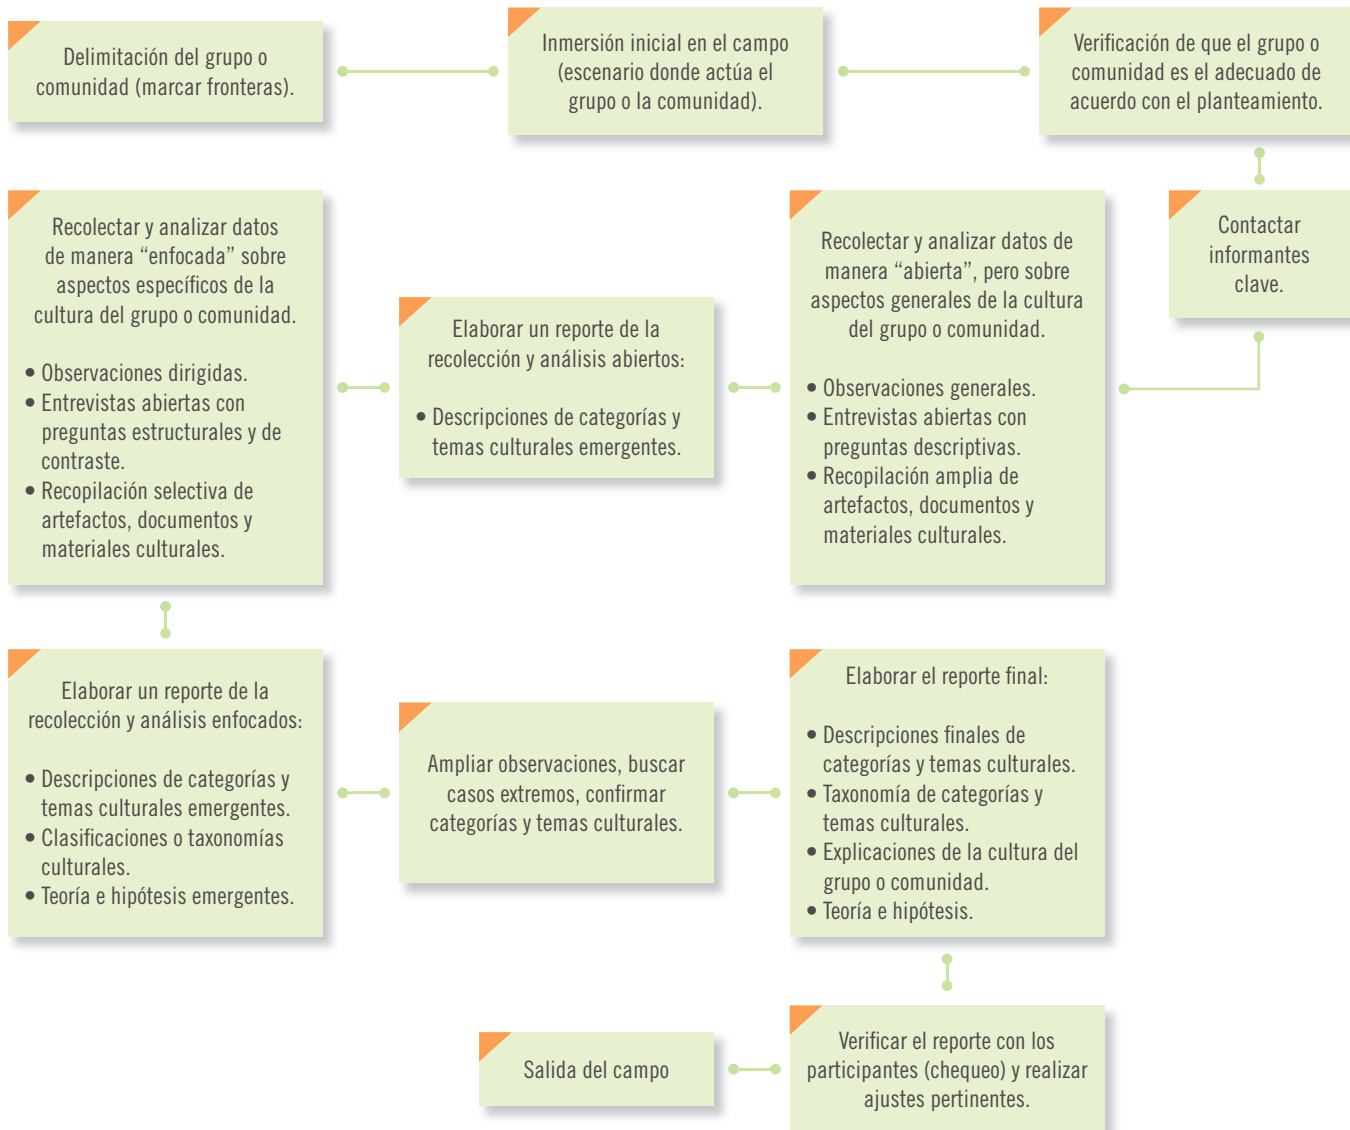 Delimitación del grupo o
comunidad (marcar fronteras).
Inmersión inicial en el campo
(escenario donde actúa el
grupo o la comunidad).
Verificación de que el grupo o
comunidad es el adecuado de
acuerdo con el planteamiento.
Contactar
informantes
clave.
Recolectar y analizar datos de
manera “abierta”, pero sobre
aspectos generales de la cultura
del grupo o comunidad.
• Observaciones generales.
• Entrevistas abiertas con
preguntas descriptivas.
• Recopilación amplia de
artefactos, documentos y
materiales culturales.
Elaborar un reporte de la
recolección y análisis abiertos:
• Descripciones de categorías y
temas culturales emergentes.
Recolectar y analizar datos
de manera “enfocada” sobre
aspectos específicos de la
cultura del grupo o comunidad.
• Observaciones dirigidas.
• Entrevistas abiertas con
preguntas estructurales y de
contraste.
• Recopilación selectiva de
artefactos, documentos y
materiales culturales.
Elaborar un reporte de la
recolección y análisis enfocados:
• Descripciones de categorías y
temas culturales emergentes.
• Clasificaciones o taxonomías
culturales.
• Teoría e hipótesis emergentes.
Ampliar observaciones, buscar
casos extremos, confirmar
categorías y temas culturales.
Elaborar el reporte final:
• Descripciones finales de
categorías y temas culturales.
• Taxonomía de categorías y
temas culturales.
• Explicaciones de la cultura del
grupo o comunidad.
• Teoría e hipótesis.
Verificar el reporte con los
participantes (chequeo) y realizar
ajustes pertinentes.
Salida del campo